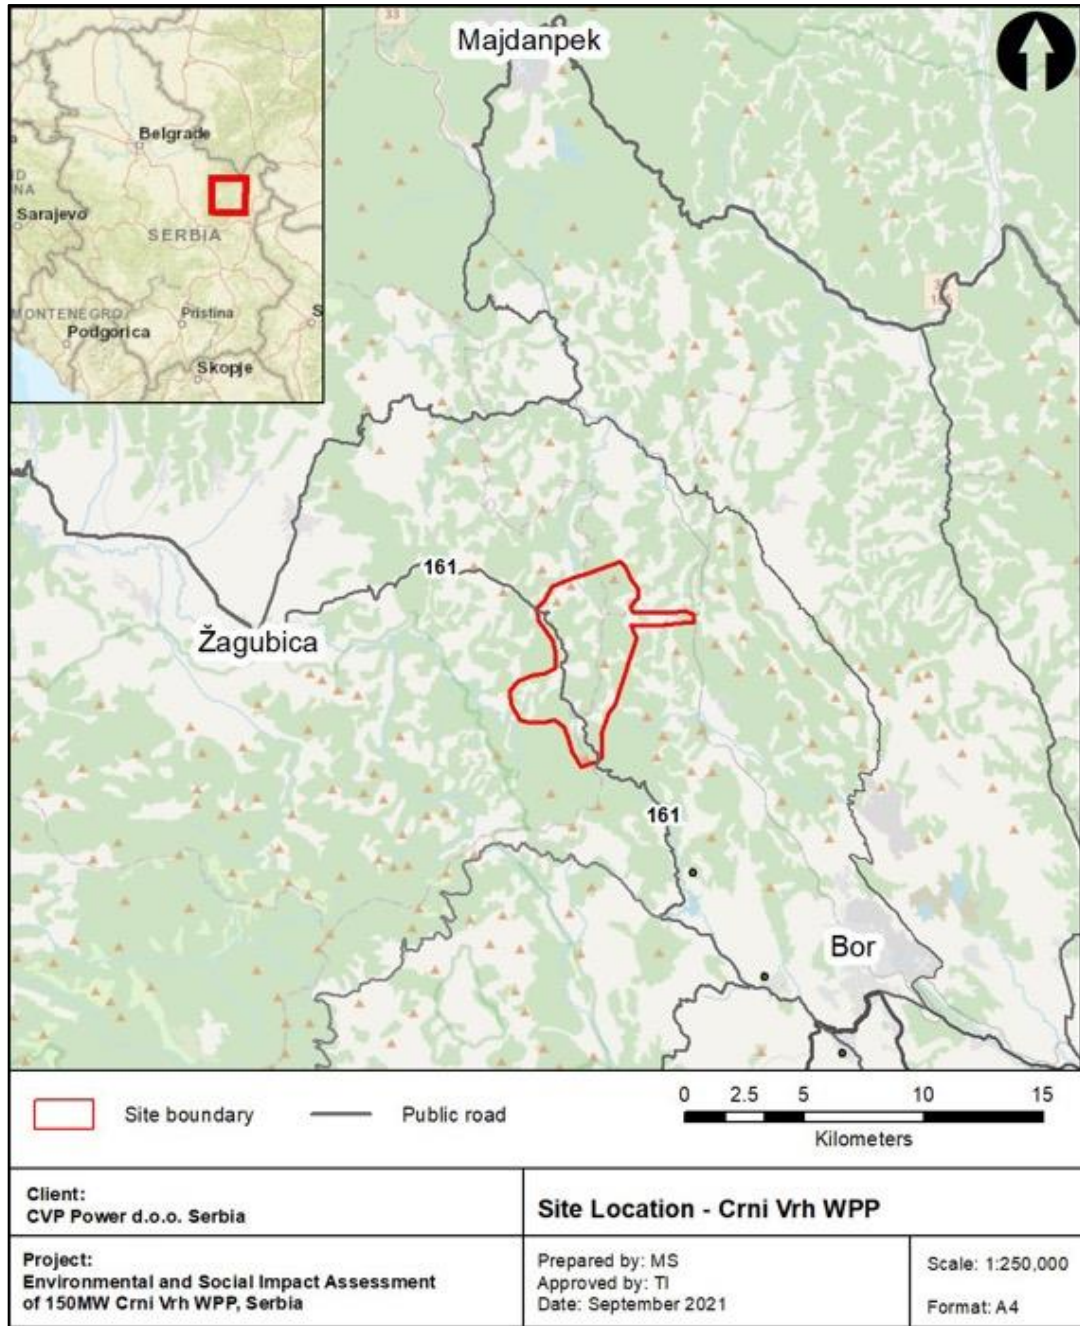 33
Majdanpek
Belgrade
Sarajevo
SERBIA
MONTENEGRO
Pristina
Podgorica
S
Skopje
161
Žagubica
161
Bor
Site boundary
Public road
0 2.5 5 10 15
Kilometers
Client:
CVP Power d.o.o. Serbia
Site Location - Crni Vrh WPP
Project:
Environmental and Social Impact Assessment
of 150MW Crni Vrh WPP, Serbia
Prepared by: MS
Approved by: TI
Date: September 2021
Scale: 1:250,000
Format: A4